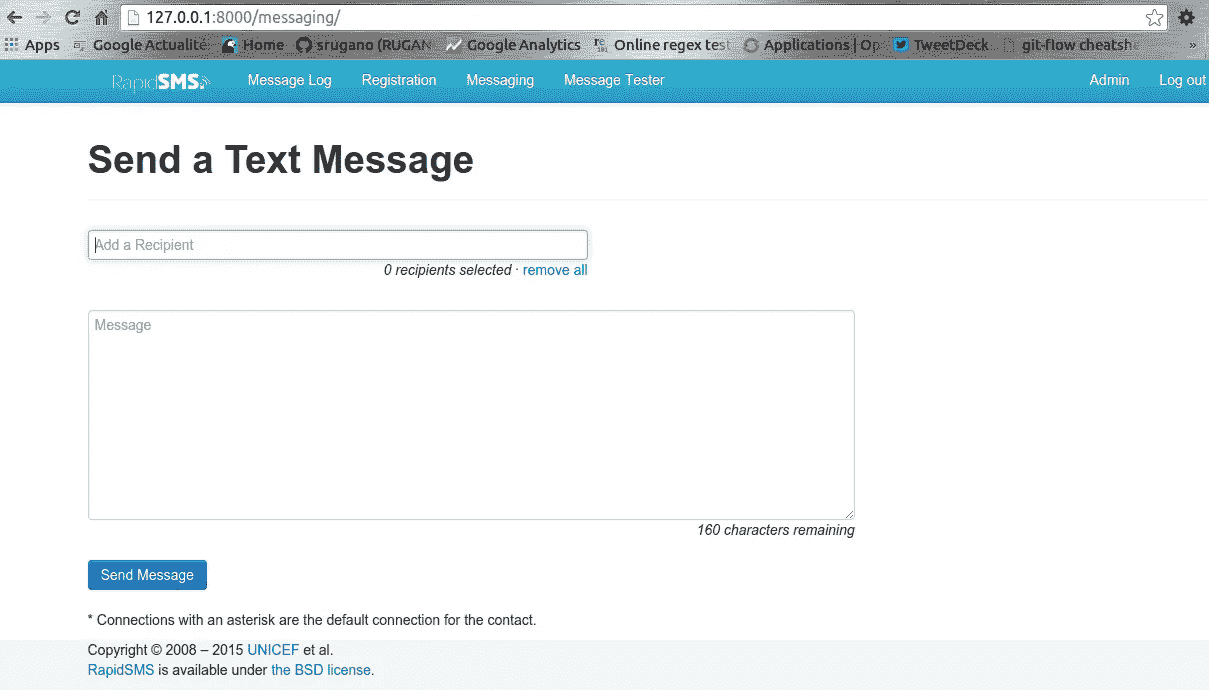 127.0.0.1:8000/messaging/
Apps Google Actualité Home srugano (RUGAN Google Analytics Online regex test Applications | Op TweetDeck git-flow cheatshe »
RapidSMS Message Log Registration Messaging Message Tester Admin Log out
Send a Text Message
Add a Recipient
0 recipients selected · remove all
Message
160 characters remaining
Send Message
* Connections with an asterisk are the default connection for the contact.
Copyright © 2008 – 2015 UNICEF et al.
RapidSMS is available under the BSD license.